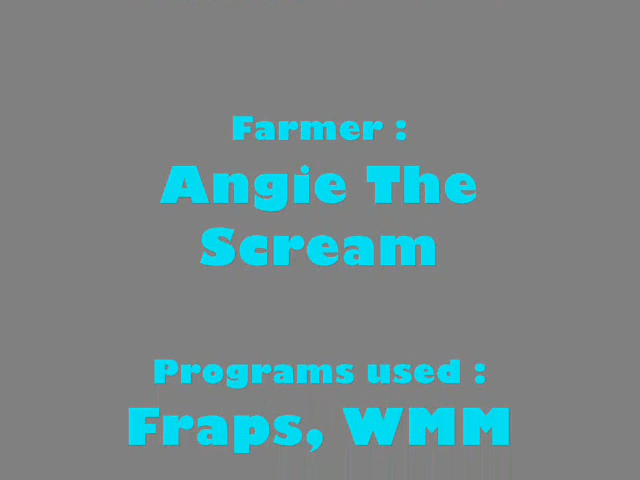 Farmer :
Angie The
Scream
Programs used :
Fraps, WMM